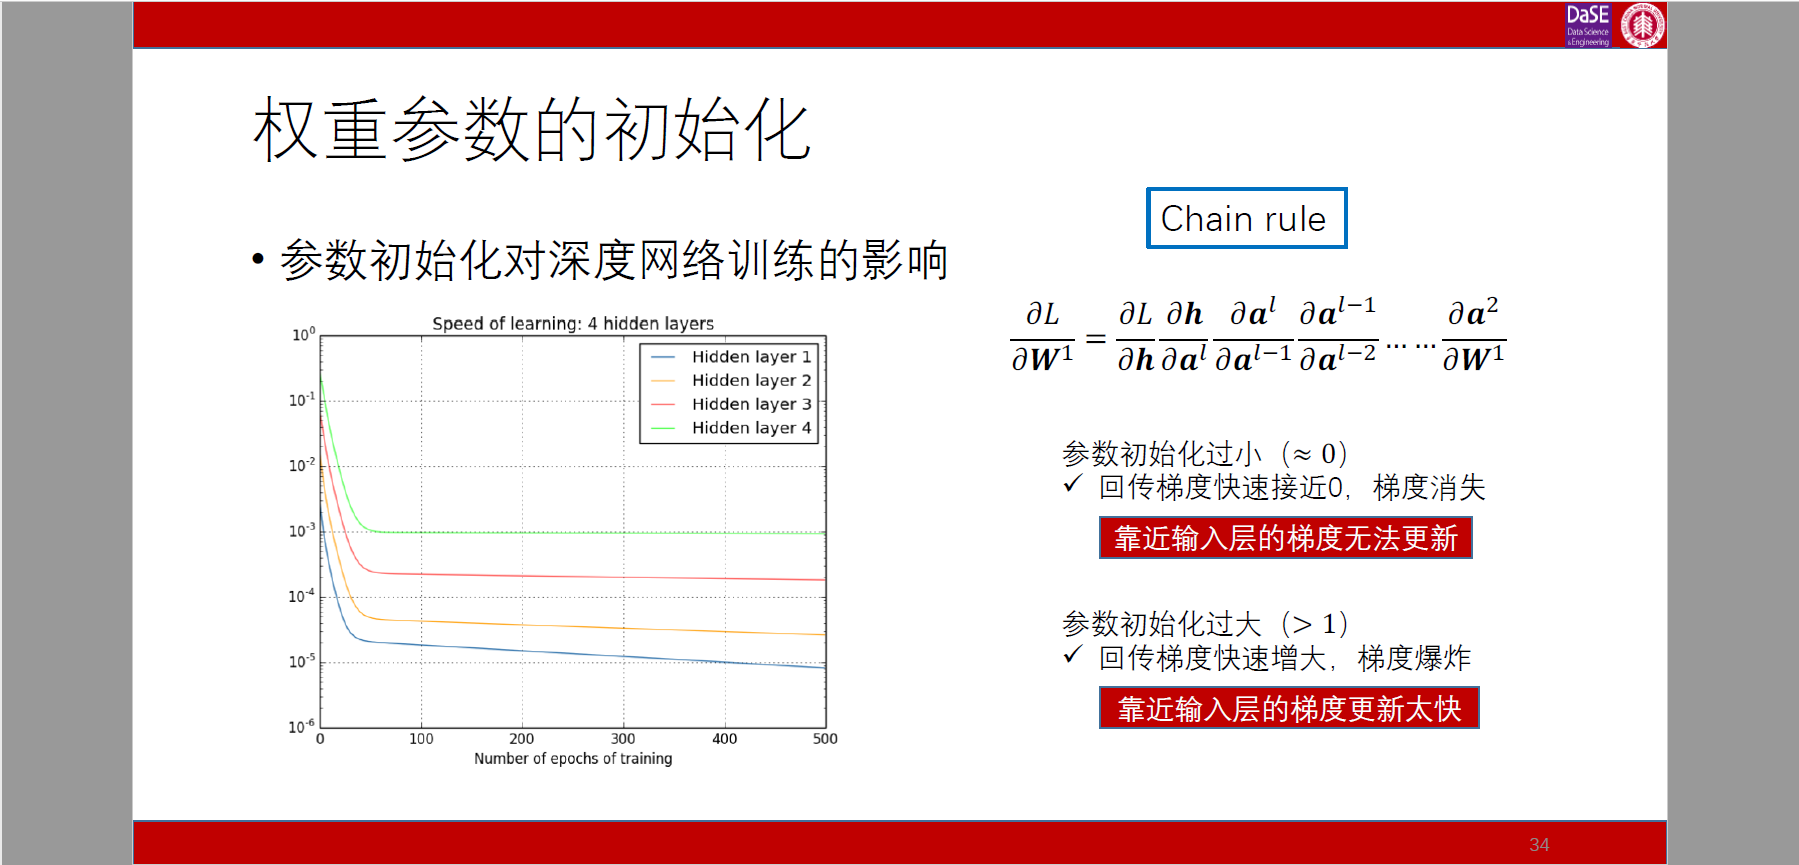 DaSE
Data Science
&Engineering
权重参数的初始化
Chain rule
• 参数初始化对深度网络训练的影响
∂L/∂W¹ = ∂L/∂h ∂h/∂aˡ ∂aˡ/∂aˡ⁻¹ ∂aˡ⁻¹/∂aˡ⁻² … … ∂a²/∂W¹
Speed of learning: 4 hidden layers
Hidden layer 1
Hidden layer 2
Hidden layer 3
Hidden layer 4
10⁰
10⁻¹
10⁻²
10⁻³
10⁻⁴
10⁻⁵
10⁻⁶
0 100 200 300 400 500
Number of epochs of training
参数初始化过小（≈ 0）
✓ 回传梯度快速接近0，梯度消失
靠近输入层的梯度无法更新
参数初始化过大（> 1）
✓ 回传梯度快速增大，梯度爆炸
靠近输入层的梯度更新太快
34